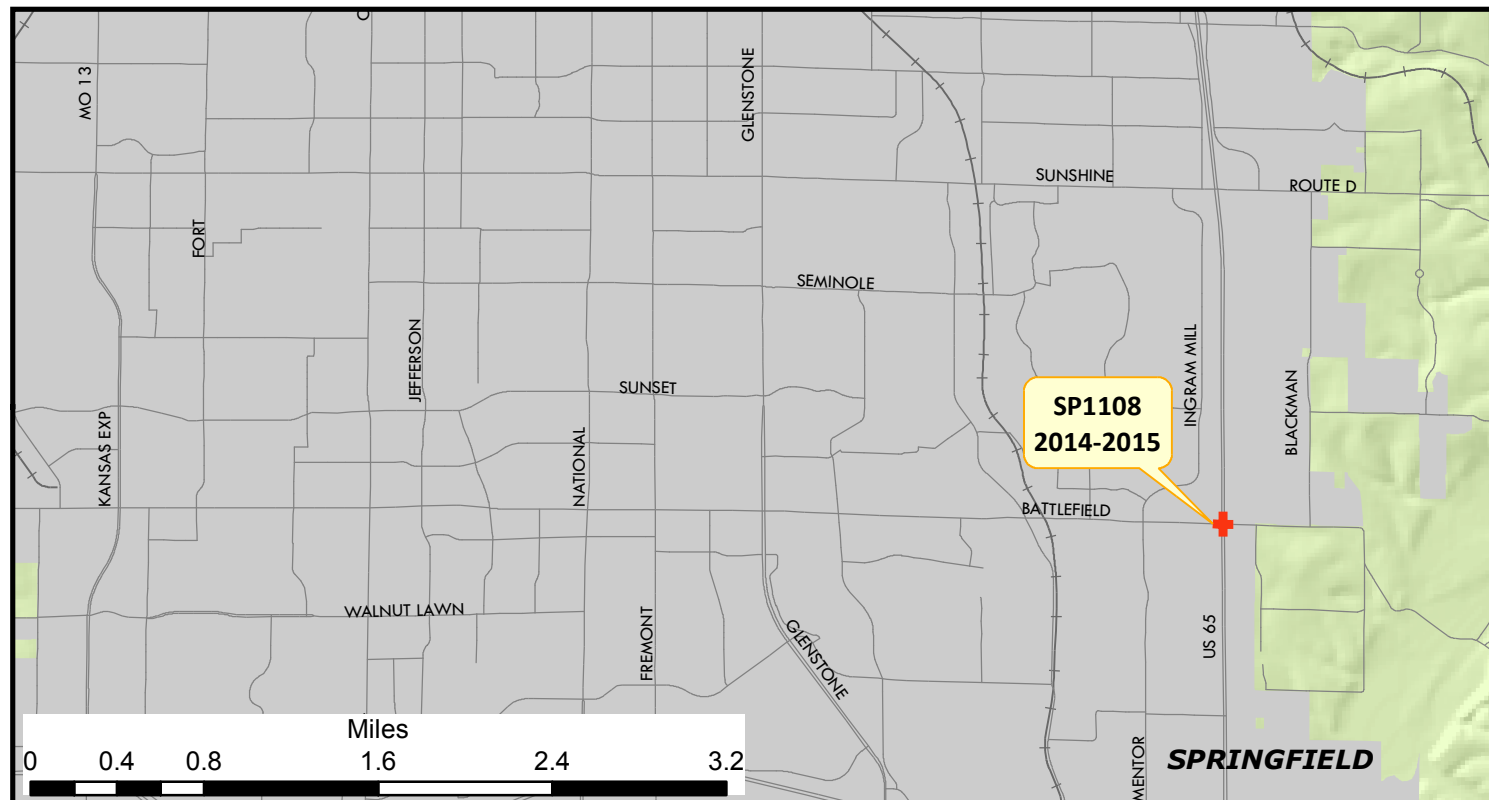 MO 13
GLENSTONE
SUNSHINE
ROUTE D
FORT
SEMINOLE
JEFFERSON
INGRAM MILL
SUNSET
BLACKMAN
SP1108
2014-2015
KANSAS EXP
NATIONAL
BATTLEFIELD
WALNUT LAWN
FREMONT
GLENSTONE
US 65
MENTOR
SPRINGFIELD
Miles
0 0.4 0.8 1.6 2.4 3.2